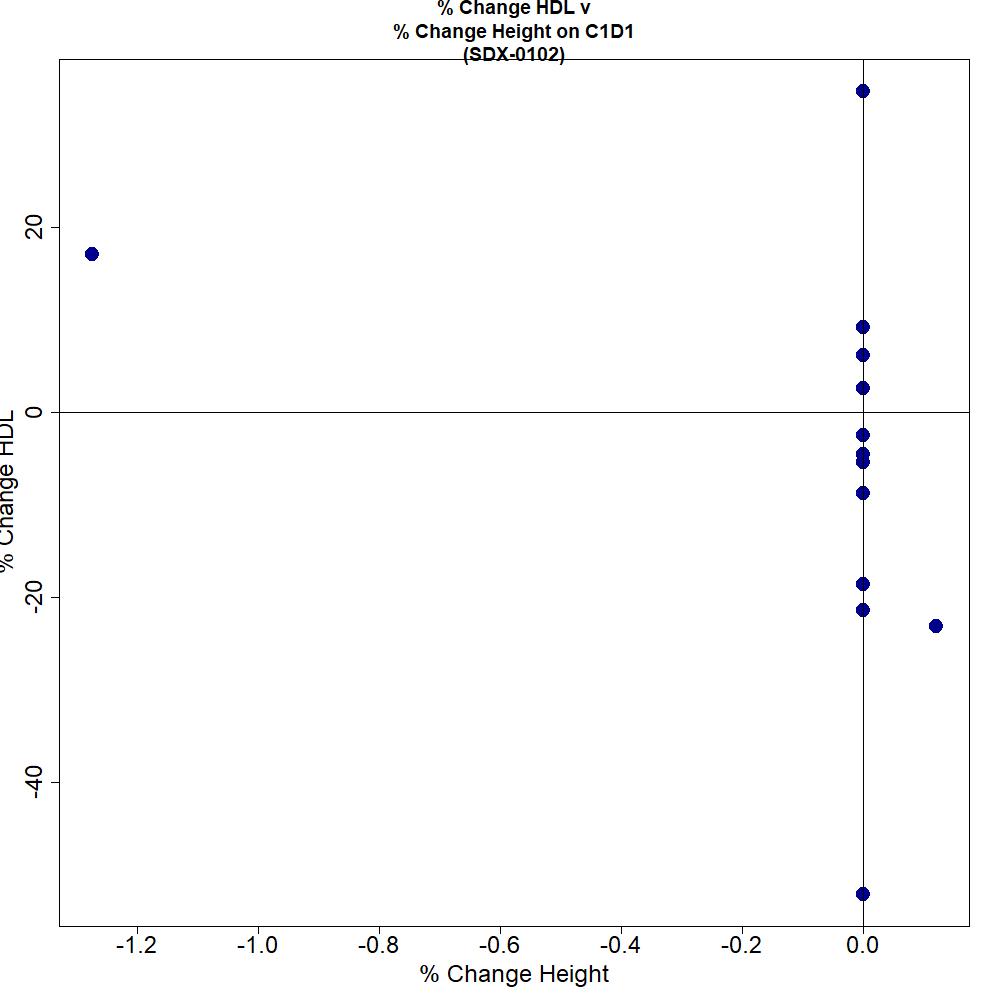 % Change HDL v
% Change Height on C1D1
(SDX-0102)
% Change HDL
20
0
-20
-40
-1.2 -1.0 -0.8 -0.6 -0.4 -0.2 0.0
% Change Height